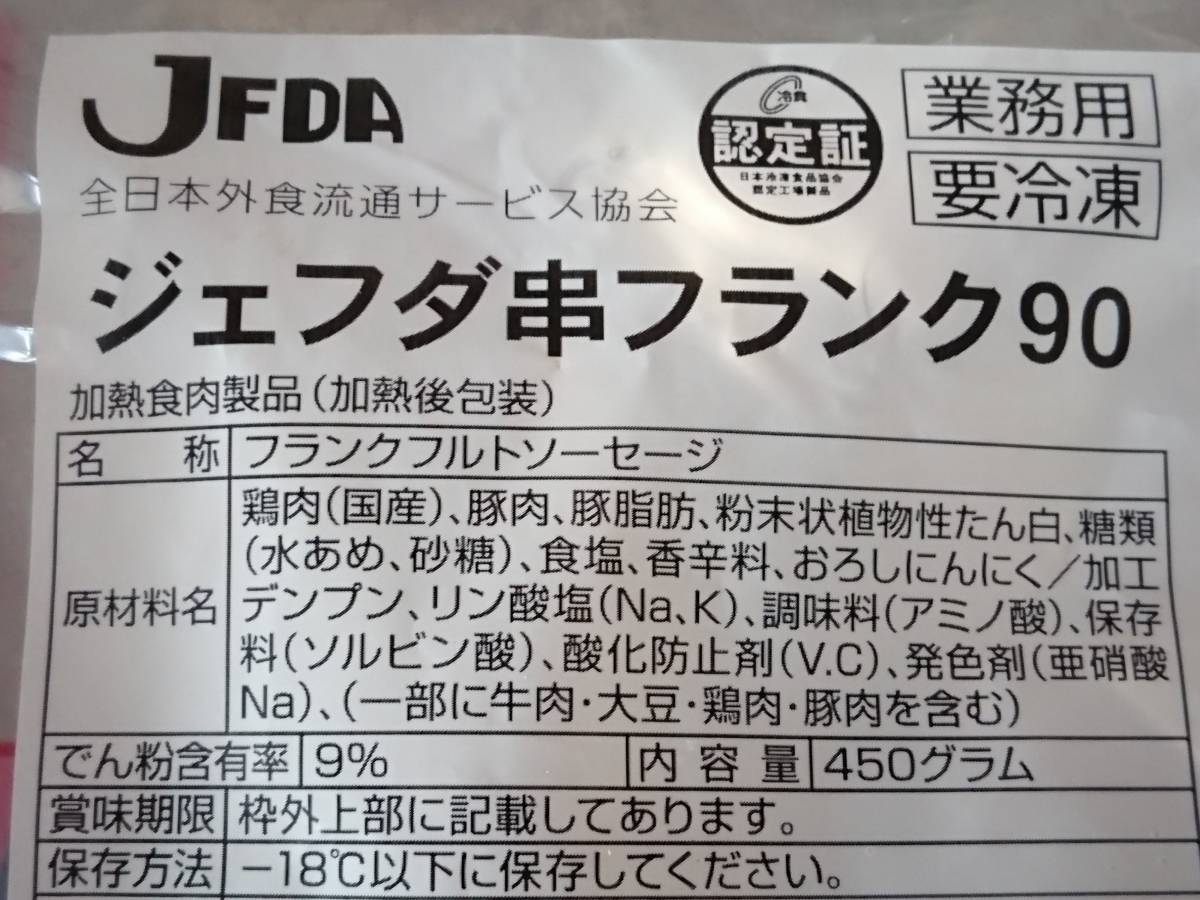 JFDA
全日本外食流通サービス協会
冷食
認定証
日本冷凍食品協会
認定工場製品
業務用
要冷凍
ジェフダ串フランク90
加熱食肉製品(加熱後包装)
名 称 フランクフルトソーセージ
原材料名
鶏肉(国産)、豚肉、豚脂肪、粉末状植物性たん白、糖類
(水あめ、砂糖)、食塩、香辛料、おろしにんにく/加工
デンプン、リン酸塩(Na、K)、調味料(アミノ酸)、保存
料(ソルビン酸)、酸化防止剤(V.C)、発色剤(亜硝酸
Na)、(一部に牛肉・大豆・鶏肉・豚肉を含む)
でん粉含有率 9% 内容量 450グラム
賞味期限 枠外上部に記載してあります。
保存方法 −18℃以下に保存してください。